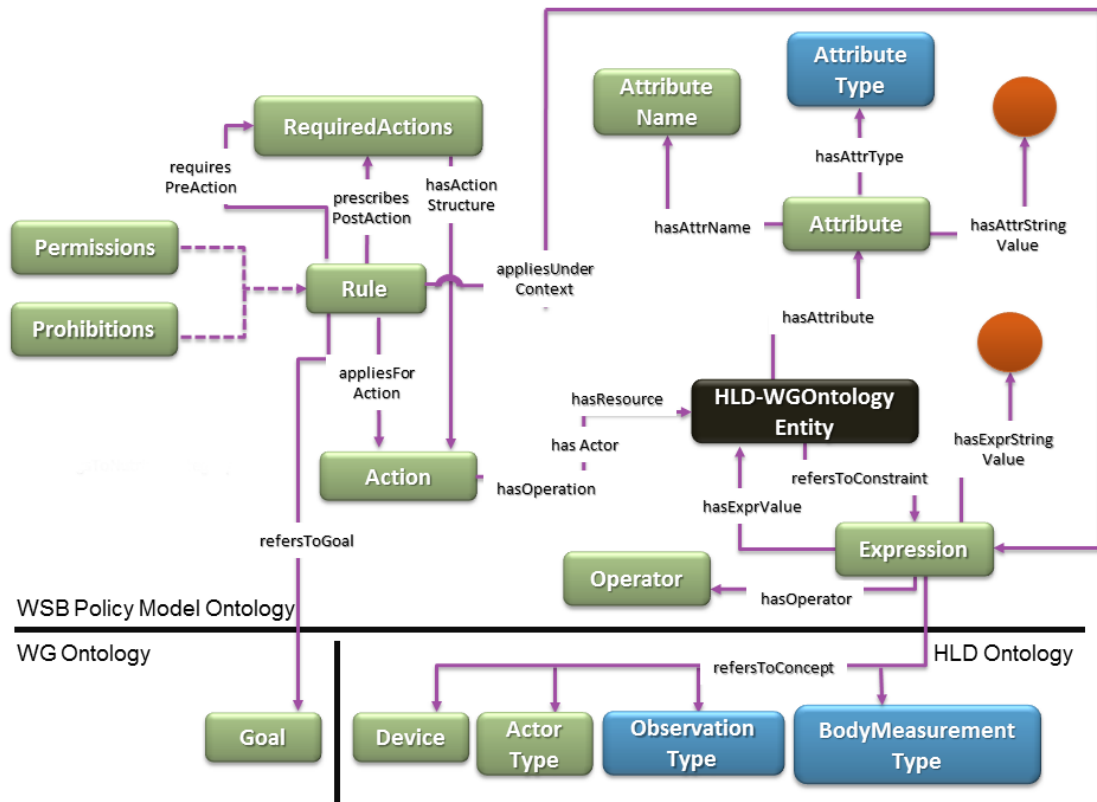 Attribute
Type
Attribute
Name
RequiredActions
requires
PreAction
prescribes
PostAction
hasAction
Structure
hasAttrType
hasAttrName
Attribute
hasAttrString
Value
Permissions
Rule
appliesUnder
Context
Prohibitions
hasAttribute
appliesFor
Action
hasResource
HLD-WGOntology
Entity
has Actor
hasExprString
Value
Action
hasOperation
refersToConstraint
hasExprValue
refersToGoal
Expression
Operator
hasOperator
WSB Policy Model Ontology
WG Ontology
HLD Ontology
refersToConcept
Goal
Device
Actor
Type
Observation
Type
BodyMeasurement
Type